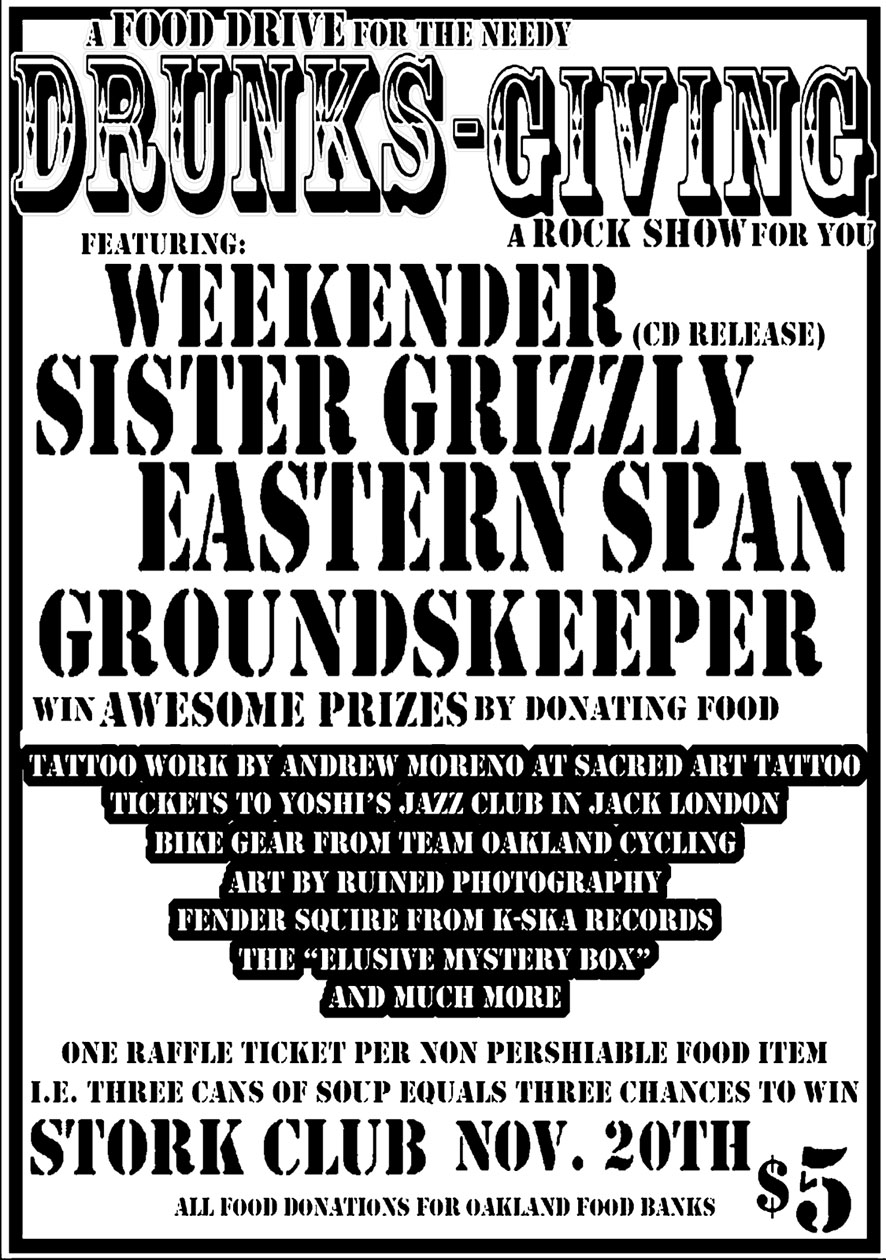 A FOOD DRIVE FOR THE NEEDY
DRUNKS-GIVING
A ROCK SHOW FOR YOU
FEATURING:
WEEKENDER (CD RELEASE)
SISTER GRIZZLY
EASTERN SPAN
GROUNDSKEEPER
WIN AWESOME PRIZES BY DONATING FOOD
TATTOO WORK BY ANDREW MORENO AT SACRED ART TATTOO
TICKETS TO YOSHI'S JAZZ CLUB IN JACK LONDON
BIKE GEAR FROM TEAM OAKLAND CYCLING
ART BY RUINED PHOTOGRAPHY
FENDER SQUIRE FROM K-SKA RECORDS
THE “ELUSIVE MYSTERY BOX”
AND MUCH MORE
ONE RAFFLE TICKET PER NON PERSHIABLE FOOD ITEM
I.E. THREE CANS OF SOUP EQUALS THREE CHANCES TO WIN
STORK CLUB NOV. 20TH
$5
ALL FOOD DONATIONS FOR OAKLAND FOOD BANKS